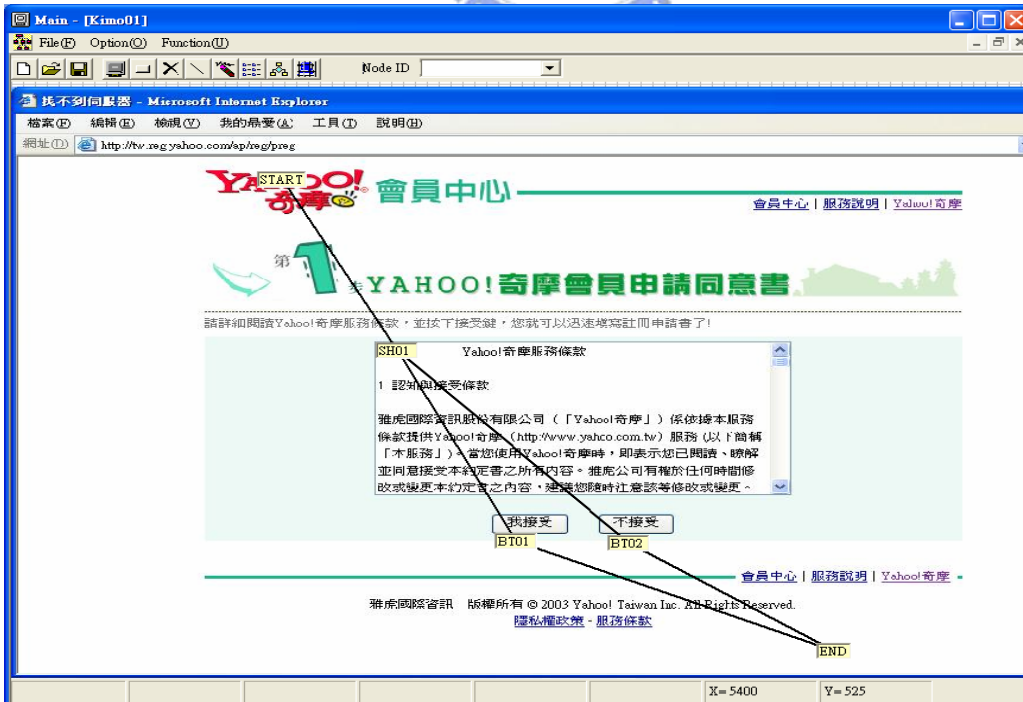 Main - [Kimo01]
File(F) Option(O) Function(U)
Node ID
找不到伺服器 - Microsoft Internet Explorer
檔案(F) 編輯(E) 檢視(V) 我的最愛(A) 工具(T) 說明(H)
網址(D) http://tw.reg.yahoo.com/ap/reg/preg
YAHOO! 奇摩 會員中心
START
會員中心 | 服務說明 | Yahoo!奇摩
第1步 YAHOO!奇摩會員申請同意書
請詳細閱讀Yahoo!奇摩服務條款，並按下接受鍵，您就可以迅速填寫註冊申請書了!
SH01 Yahoo!奇摩服務條款
1 認知與接受條款
雅虎國際資訊股份有限公司（「Yahoo!奇摩」）係依據本服務
條款提供Yahoo!奇摩（http://www.yahoo.com.tw）服務 (以下簡稱
「本服務」)。當您使用Yahoo!奇摩時，即表示您已閱讀、瞭解
並同意接受本約定書之所有內容。雅虎公司有權於任何時間修
改或變更本約定書之內容，建議您隨時注意該等修改或變更。
我接受 不接受
BT01 BT02
會員中心 | 服務說明 | Yahoo!奇摩
雅虎國際資訊 版權所有 © 2003 Yahoo! Taiwan Inc. All Rights Reserved.
隱私權政策 - 服務條款
END
X= 5400 Y= 525